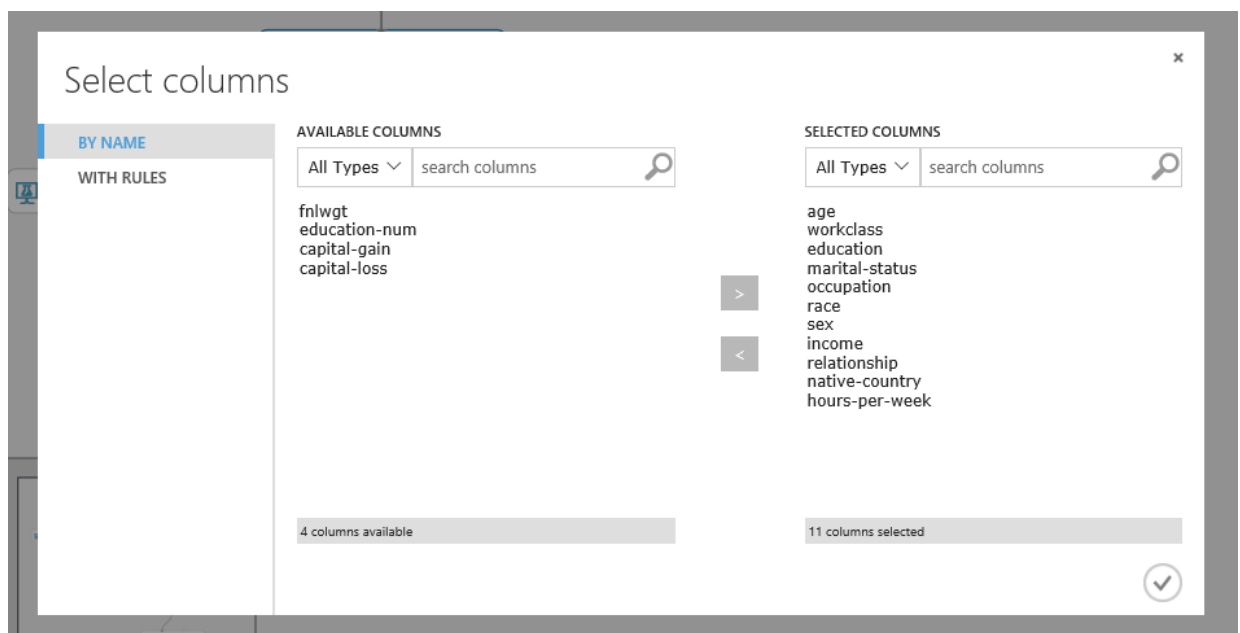 Select columns
×
BY NAME
WITH RULES
AVAILABLE COLUMNS
All Types
search columns
fnlwgt
education-num
capital-gain
capital-loss
4 columns available
>
<
SELECTED COLUMNS
All Types
search columns
age
workclass
education
marital-status
occupation
race
sex
income
relationship
native-country
hours-per-week
11 columns selected